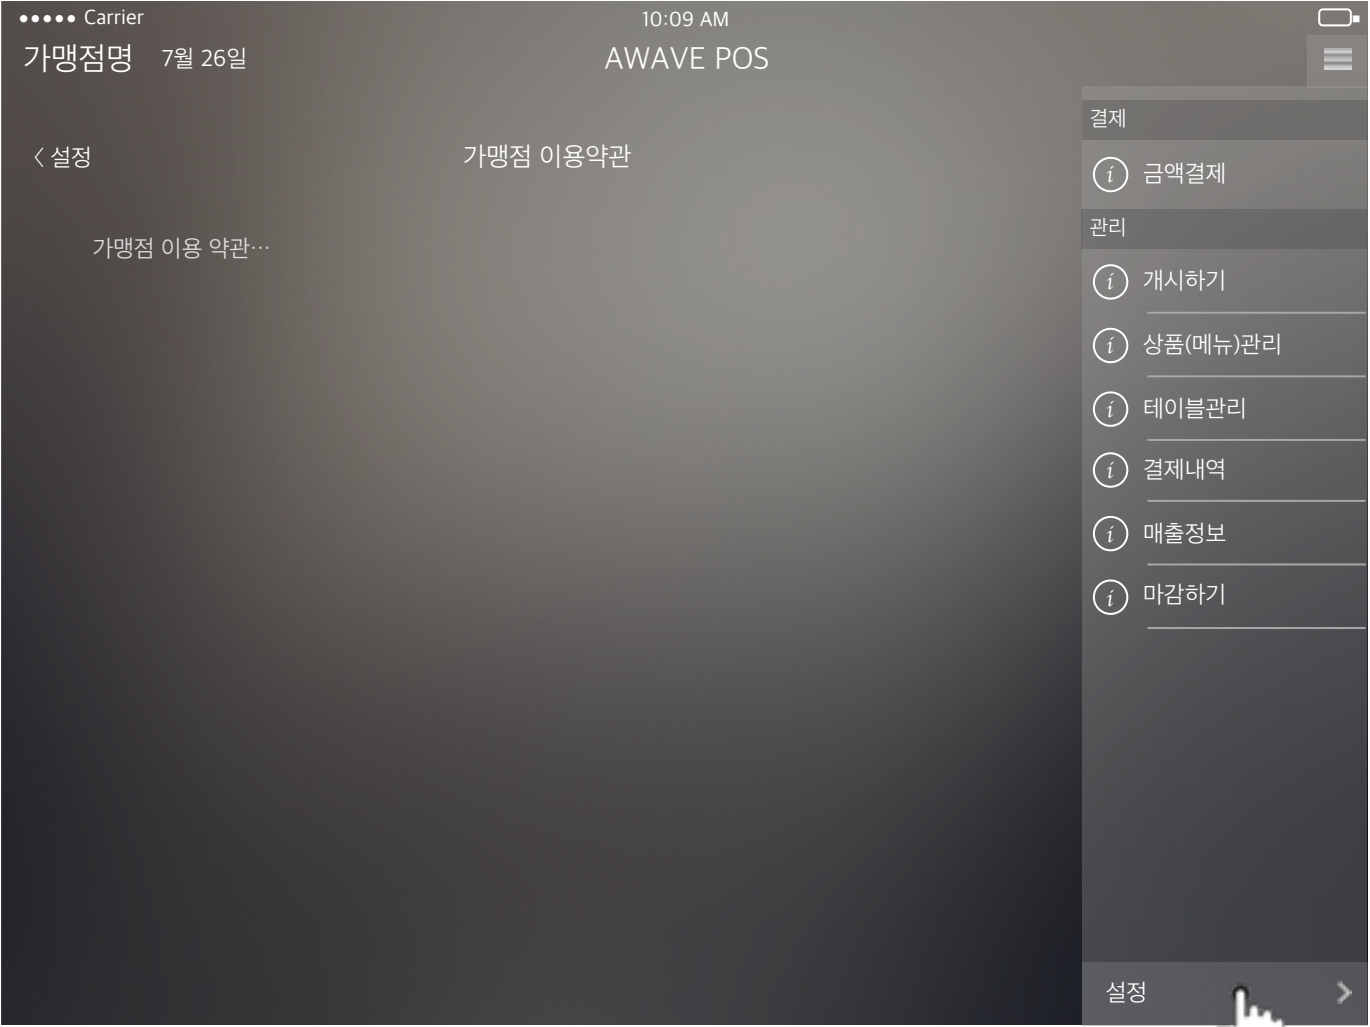 Carrier
10:09 AM
가맹점명 7월 26일
AWAVE POS
설정
가맹점 이용약관
가맹점 이용 약관…
결제
금액결제
관리
개시하기
상품(메뉴)관리
테이블관리
결제내역
매출정보
마감하기
설정